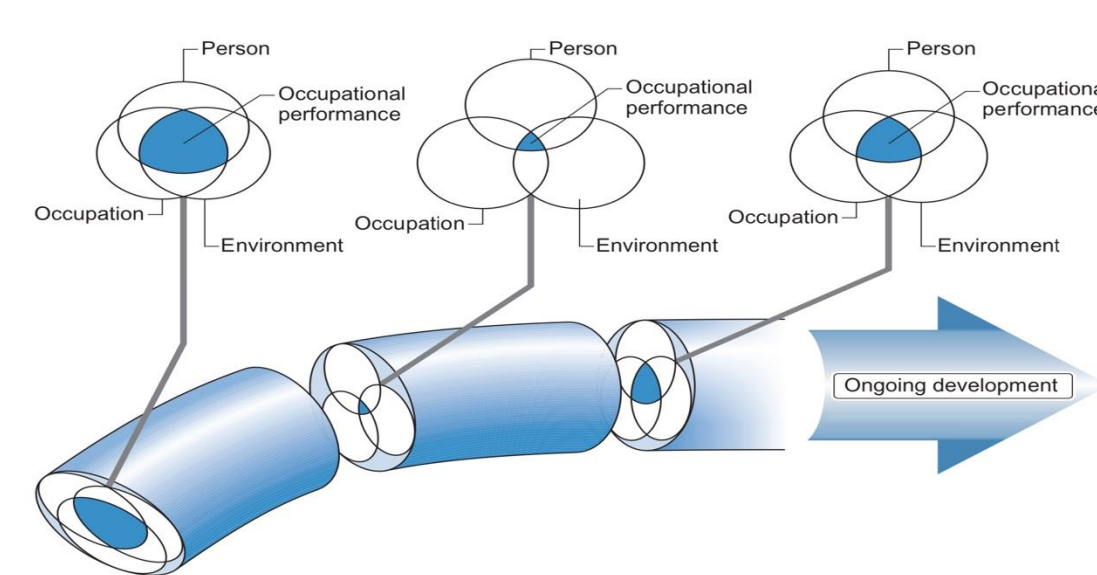 Person
Occupational
performance
Occupation
Environment
Person
Occupational
performance
Occupation
Environment
Person
Occupationa
performance
Occupation
Environment
Ongoing development